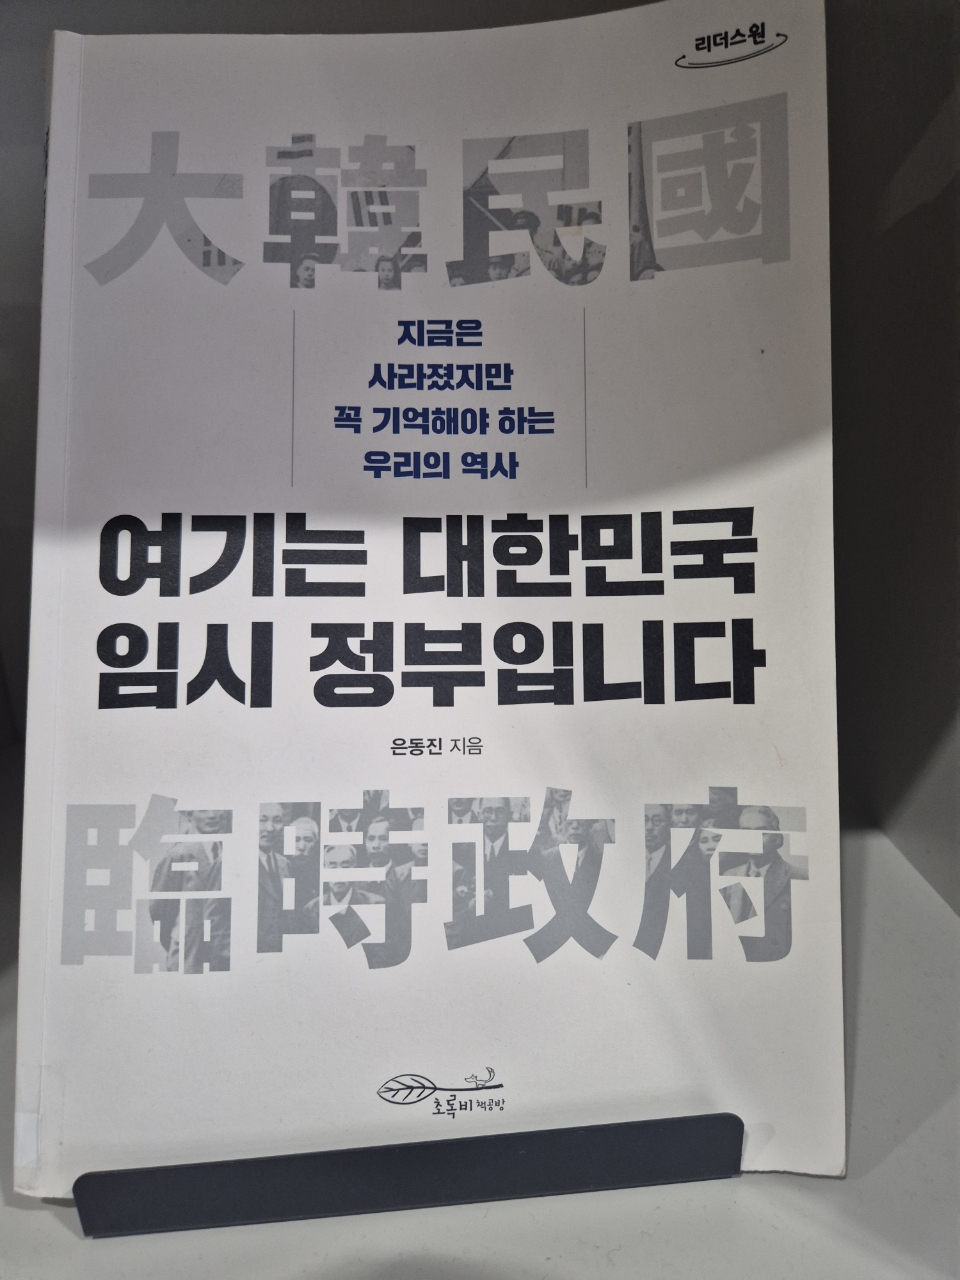 리더스원
大韓民國
지금은
사라졌지만
꼭 기억해야 하는
우리의 역사
여기는 대한민국
임시 정부입니다
은동진 지음
臨時政府
초록비 책공방